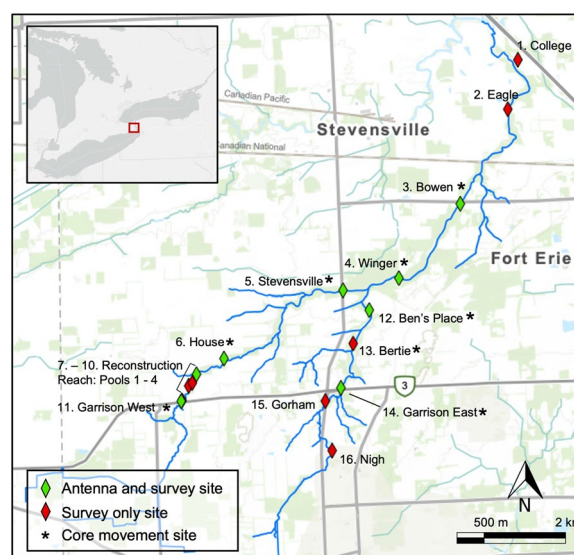 1. College
2. Eagle
Canadian Pacific
Stevensville
Canadian National
3. Bowen *
Fort Erie
4. Winger *
5. Stevensville *
12. Ben's Place *
6. House *
13. Bertie *
7. – 10. Reconstruction
Reach: Pools 1 - 4
3
11. Garrison West *
15. Gorham
14. Garrison East *
16. Nigh
Antenna and survey site
Survey only site
* Core movement site
N
500 m